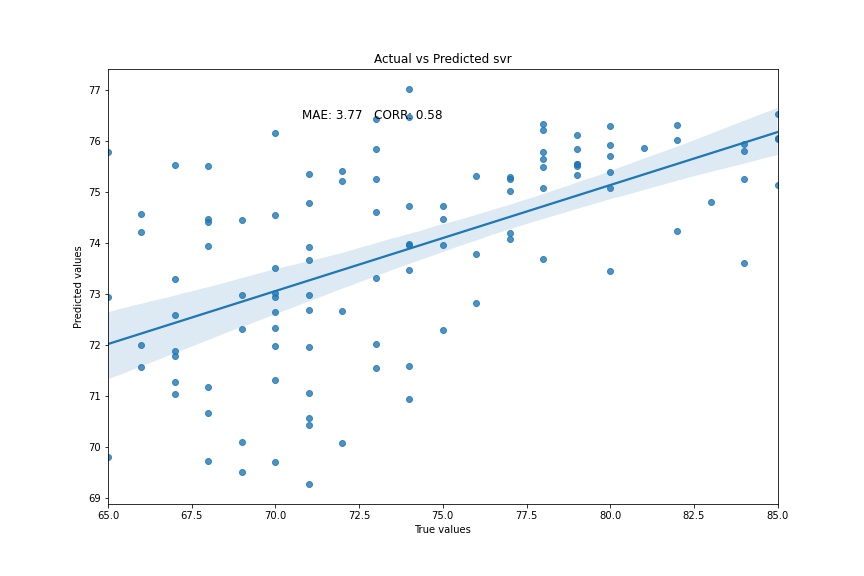 Actual vs Predicted svr
MAE: 3.77 CORR: 0.58
77
76
75
74
73
72
71
70
69
Predicted values
65.0 67.5 70.0 72.5 75.0 77.5 80.0 82.5 85.0
True values